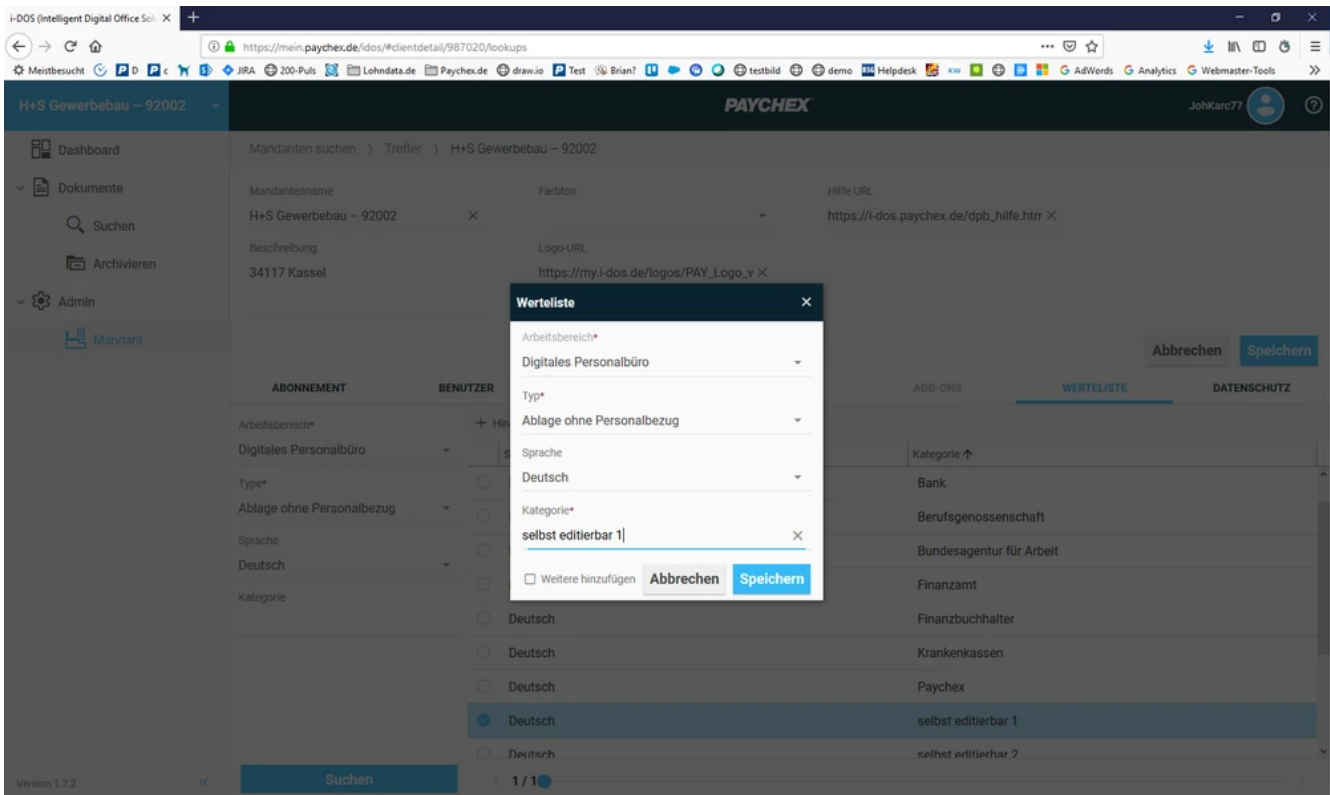 i-DOS (Intelligent Digital Office Sol
https://mein.paychex.de/idos/#clientdetail/987020/lookups
Meistbesucht P D P c JIRA 200-Puls Lohndata.de Paychex.de draw.io P Test Brian? testbild demo Helpdesk KW G AdWords G Analytics G Webmaster-Tools
H+S Gewerbebau – 92002 PAYCHEX JohKarc77
Dashboard
Mandanten suchen Treffer H+S Gewerbebau – 92002
Dokumente
Suchen
Archivieren
Admin
Mandant
Mandantenname Farbton Hilfe URL
H+S Gewerbebau – 92002 https://i-dos.paychex.de/dpb_hilfe.htm
Beschreibung Logo-URL
34117 Kassel https://my.i-dos.de/logos/PAY_Logo_v
Abbrechen Speichern
ABONNEMENT BENUTZER ADD-ONS WERTELISTE DATENSCHUTZ
Arbeitsbereich*
Digitales Personalbüro
Type*
Ablage ohne Personalbezug
Sprache
Deutsch
Kategorie
Suchen
+ Hin
S
Kategorie
Bank
Berufsgenossenschaft
Bundesagentur für Arbeit
Finanzamt
Deutsch Finanzbuchhalter
Deutsch Krankenkassen
Deutsch Paychex
Deutsch selbst editierbar 1
Deutsch selbst editierbar 2
1 / 1
Werteliste
Arbeitsbereich*
Digitales Personalbüro
Typ*
Ablage ohne Personalbezug
Sprache
Deutsch
Kategorie*
selbst editierbar 1
Weitere hinzufügen Abbrechen Speichern
Version 1.7.2